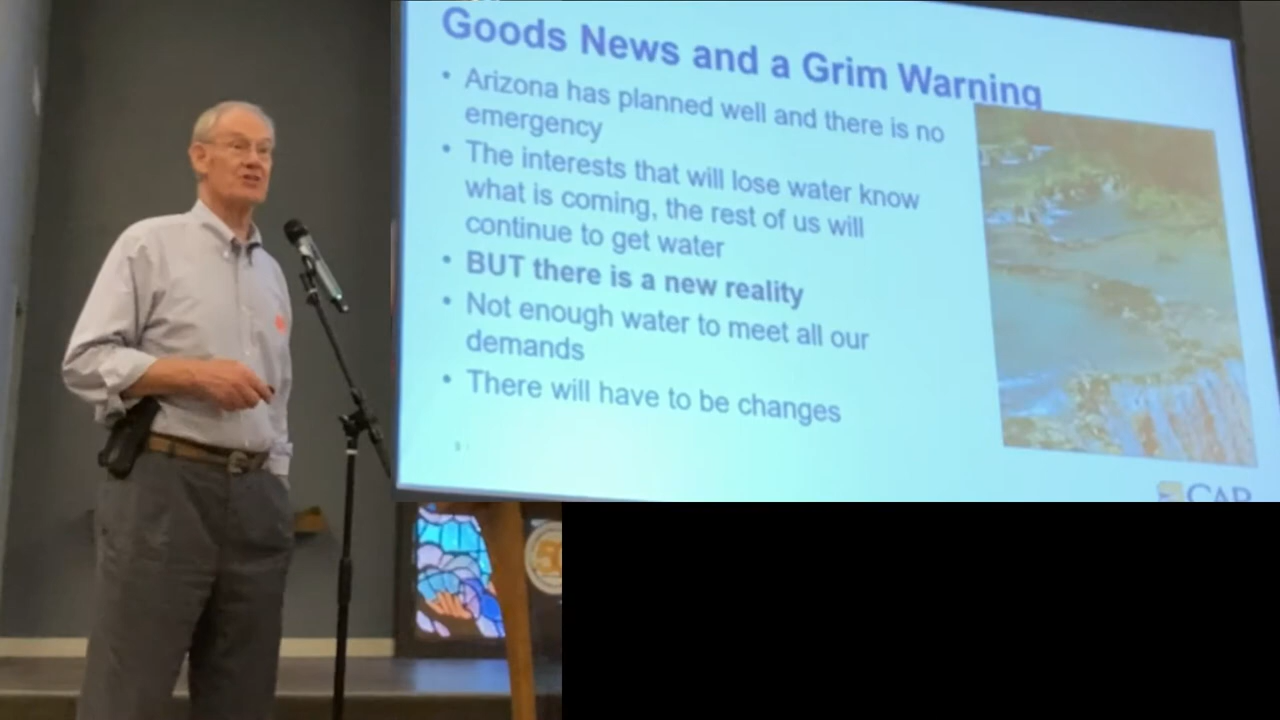 Goods News and a Grim Warning
• Arizona has planned well and there is no
emergency
• The interests that will lose water know
what is coming, the rest of us will
continue to get water
• BUT there is a new reality
• Not enough water to meet all our
demands
• There will have to be changes
CAP